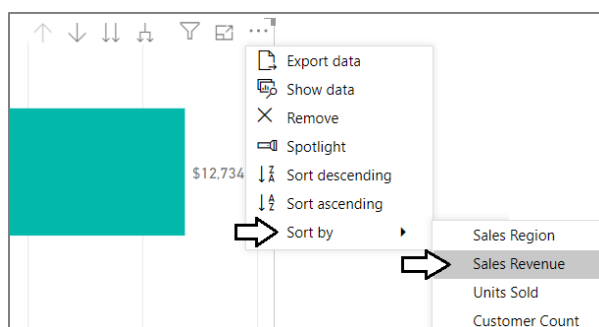 Export data
Show data
Remove
Spotlight
$12,734
Sort descending
Sort ascending
Sort by
Sales Region
Sales Revenue
Units Sold
Customer Count